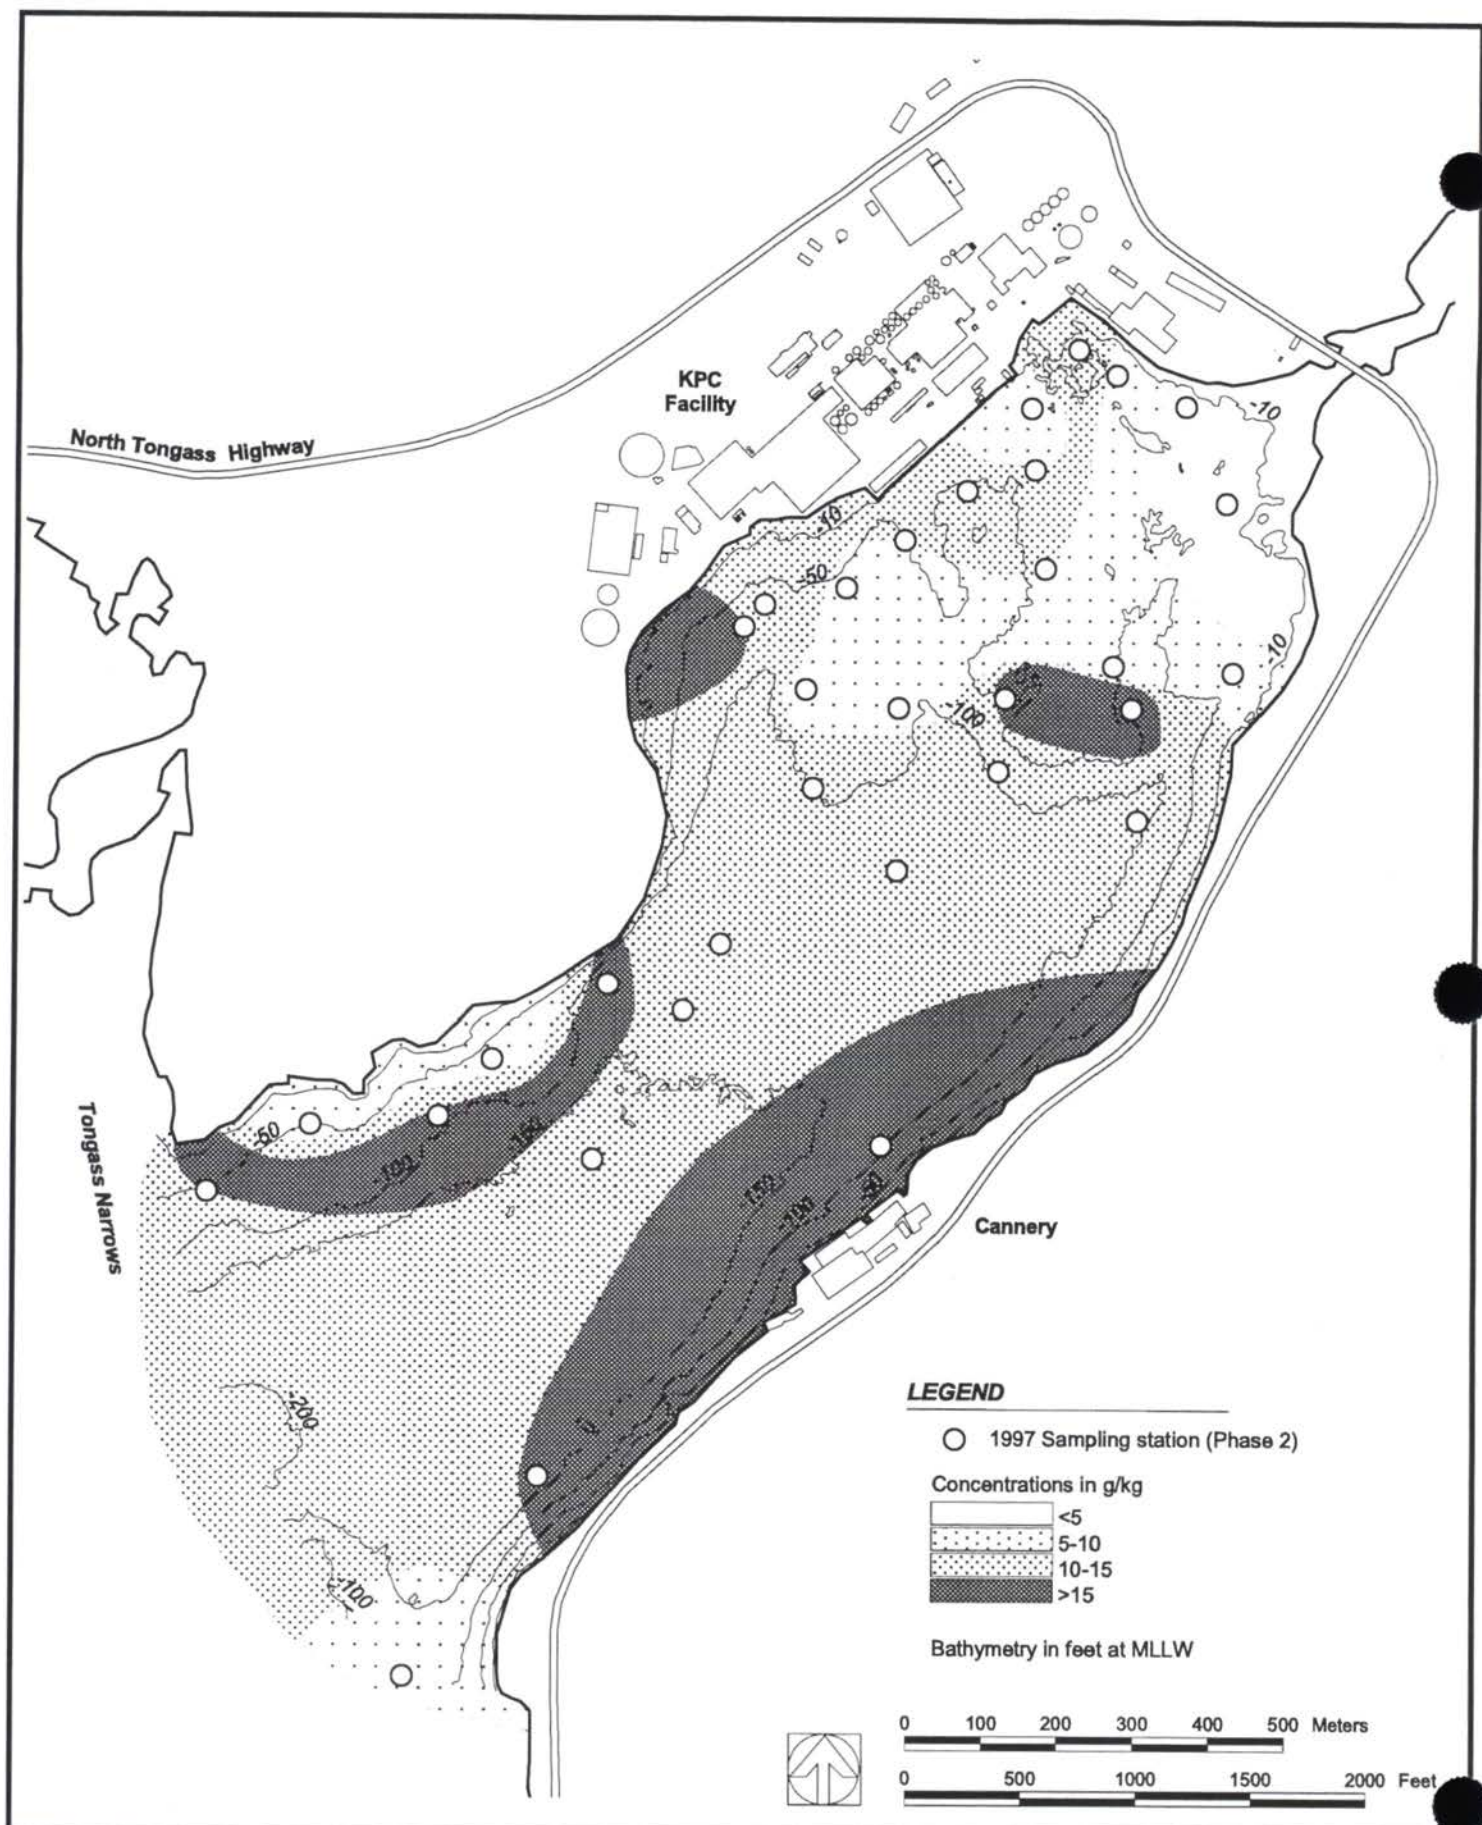 KPC
Facility
North Tongass Highway
-10
-10
-50
-10
-100
-50
-100
-150
-150
-100
-50
Tongass Narrows
Cannery
-200
0
-100
LEGEND
1997 Sampling station (Phase 2)
Concentrations in g/kg
<5
5-10
10-15
>15
Bathymetry in feet at MLLW
0 100 200 300 400 500 Meters
0 500 1000 1500 2000 Feet